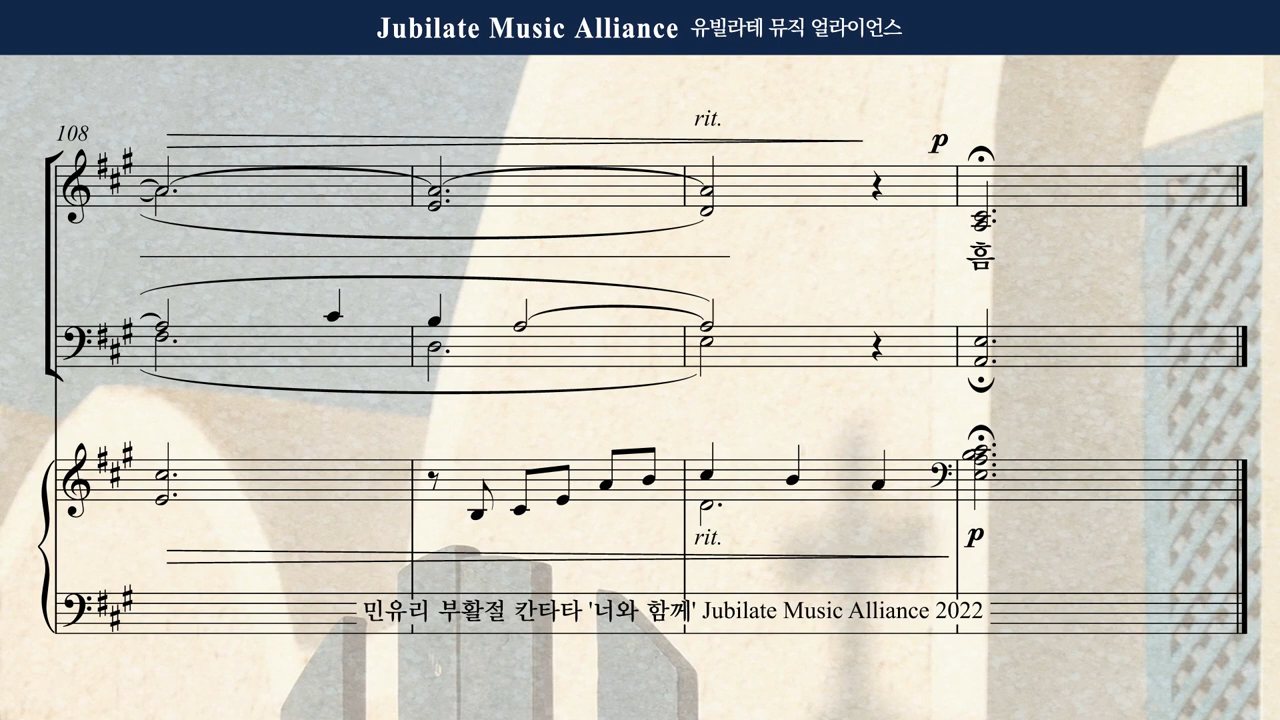 Jubilate Music Alliance 유빌라테 뮤직 얼라이언스
108
rit.
p
흠
rit.
p
민유리 부활절 칸타타 '너와 함께' Jubilate Music Alliance 2022